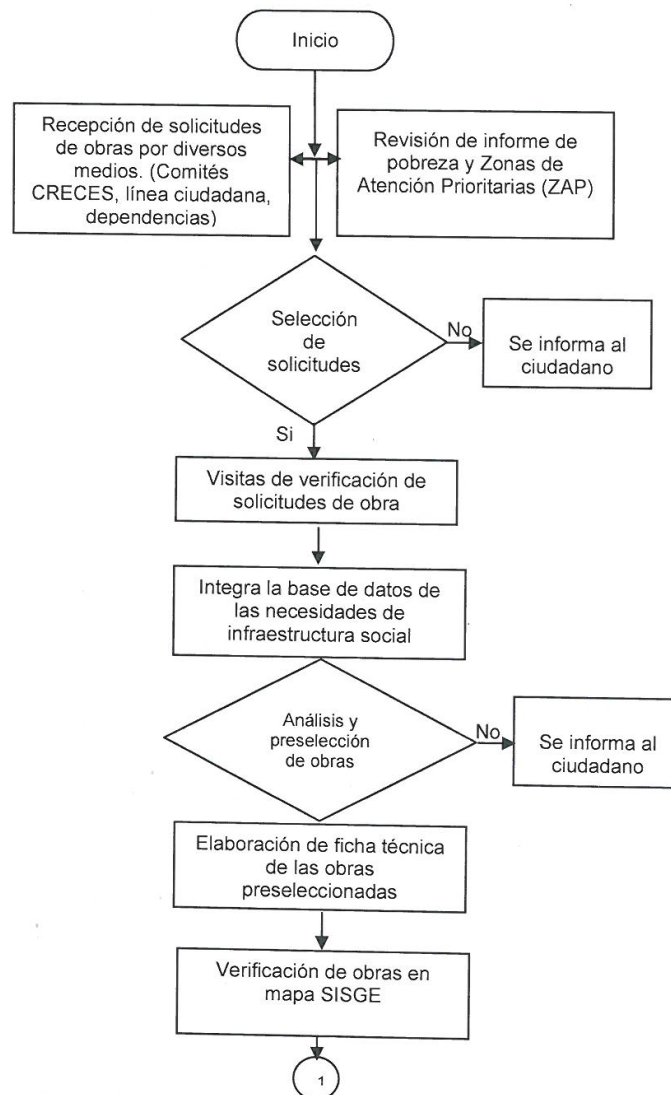 Inicio
Recepción de solicitudes
de obras por diversos
medios. (Comités
CRECES, línea ciudadana,
dependencias)
Revisión de informe de
pobreza y Zonas de
Atención Prioritarias (ZAP)
Selección
de
solicitudes
No
Se informa al
ciudadano
Si
Visitas de verificación de
solicitudes de obra
Integra la base de datos de
las necesidades de
infraestructura social
Análisis y
preselección
de obras
No
Se informa al
ciudadano
Elaboración de ficha técnica
de las obras
preseleccionadas
Verificación de obras en
mapa SISGE
1